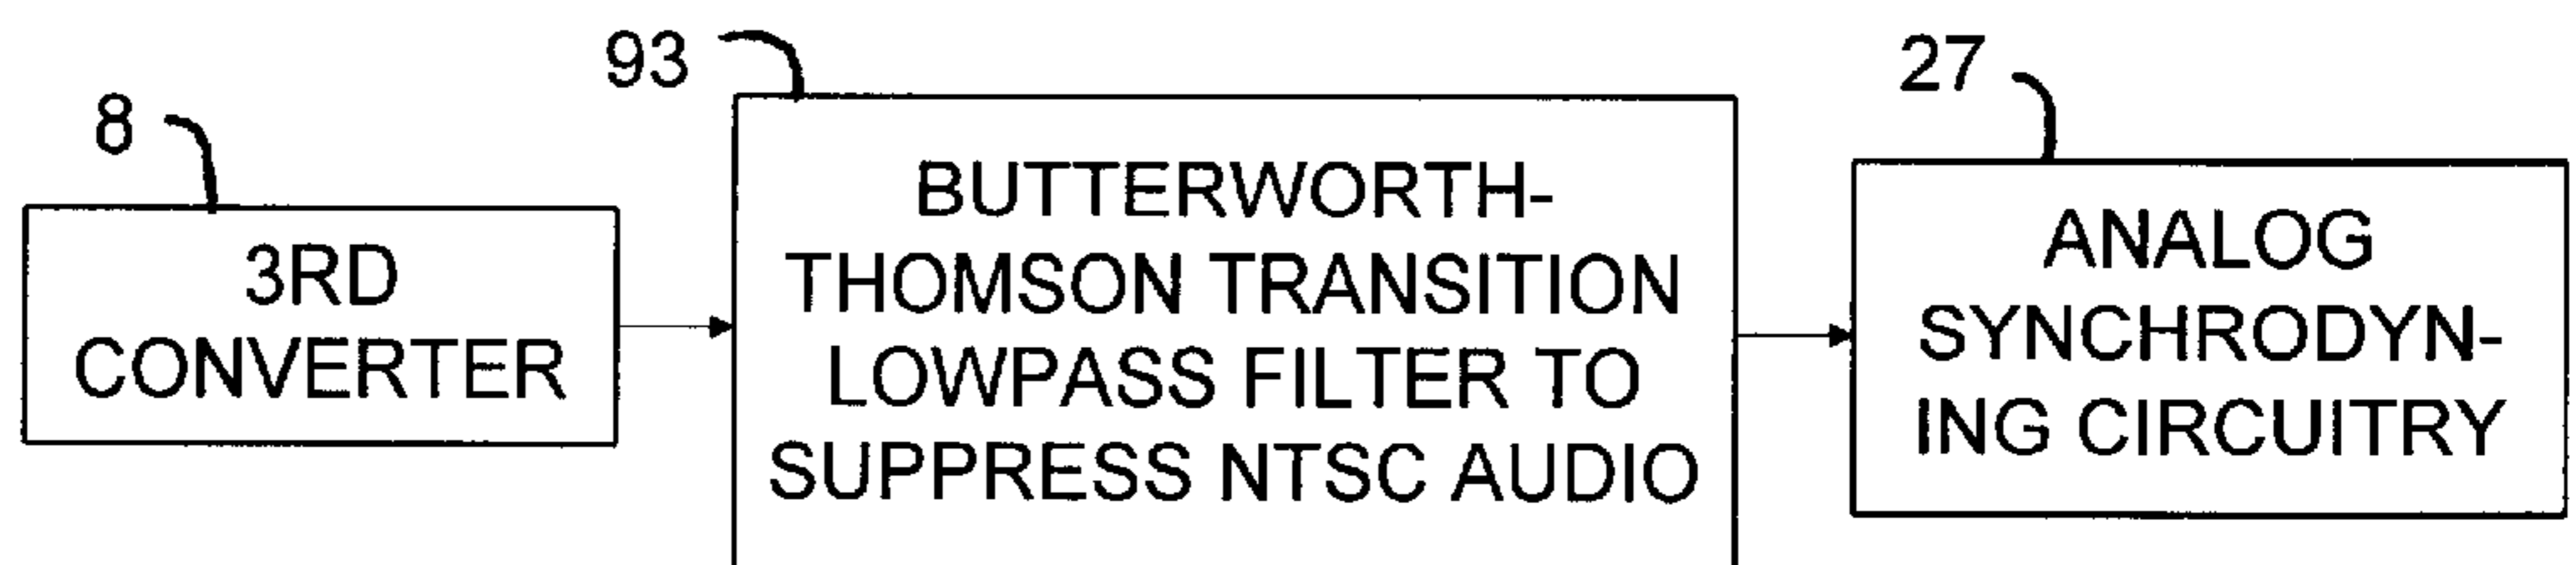 8
3RD
CONVERTER
93
BUTTERWORTH-
THOMSON TRANSITION
LOWPASS FILTER TO
SUPPRESS NTSC AUDIO
27
ANALOG
SYNCHRODYN-
ING CIRCUITRY